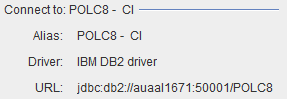 Connect to: POLC8 - CI
Alias: POLC8 - CI
Driver: IBM DB2 driver
URL: jdbc:db2://auaal1671:50001/POLC8